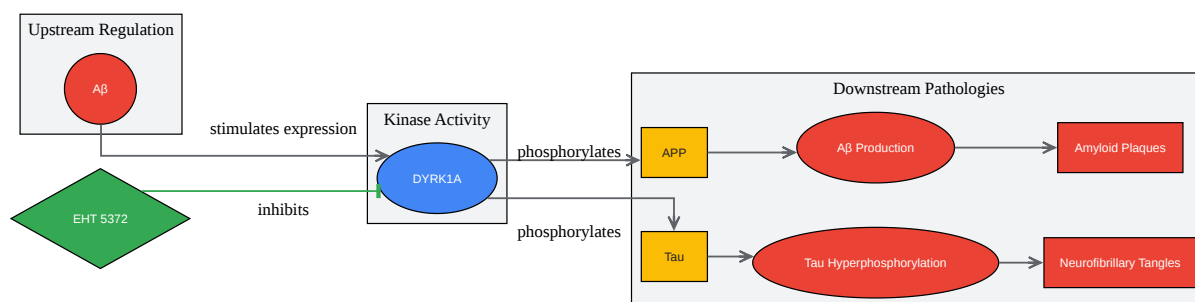 Upstream Regulation
Aβ
stimulates expression
EHT 5372
inhibits
Kinase Activity
DYRK1A
phosphorylates
phosphorylates
Downstream Pathologies
APP
Aβ Production
Amyloid Plaques
Tau
Tau Hyperphosphorylation
Neurofibrillary Tangles